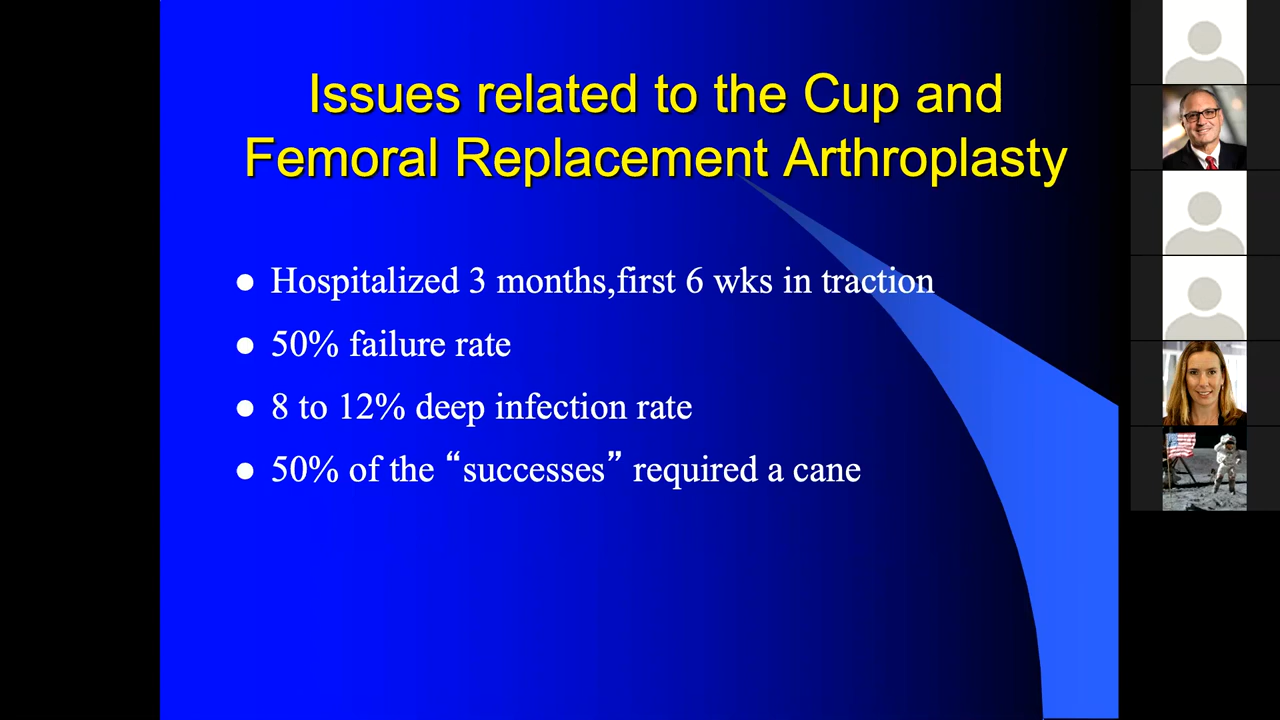 Issues related to the Cup and
Femoral Replacement Arthroplasty
● Hospitalized 3 months,first 6 wks in traction
● 50% failure rate
● 8 to 12% deep infection rate
● 50% of the “successes” required a cane